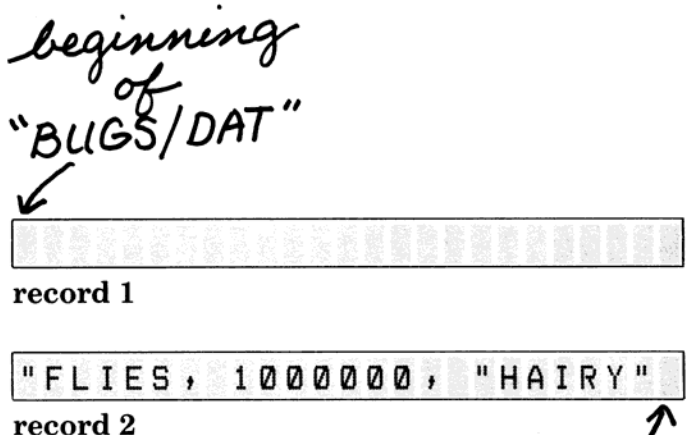 beginning
of
"BUGS/DAT"
record 1
"FLIES, 1000000, "HAIRY"
record 2